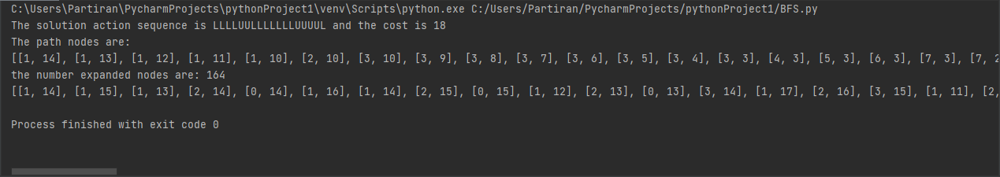 C:\Users\Partiran\PycharmProjects\pythonProject1\venv\Scripts\python.exe C:/Users/Partiran/PycharmProjects/pythonProject1/BFS.py
The solution action sequence is LLLLUULLLLLLLUUUUL and the cost is 18
The path nodes are:
[[1, 14], [1, 13], [1, 12], [1, 11], [1, 10], [2, 10], [3, 10], [3, 9], [3, 8], [3, 7], [3, 6], [3, 5], [3, 4], [3, 3], [4, 3], [5, 3], [6, 3], [7, 3], [7, 2
the number expanded nodes are: 164
[[1, 14], [1, 15], [1, 13], [2, 14], [0, 14], [1, 16], [1, 14], [2, 15], [0, 15], [1, 12], [2, 13], [0, 13], [3, 14], [1, 17], [2, 16], [3, 15], [1, 11], [2,
Process finished with exit code 0